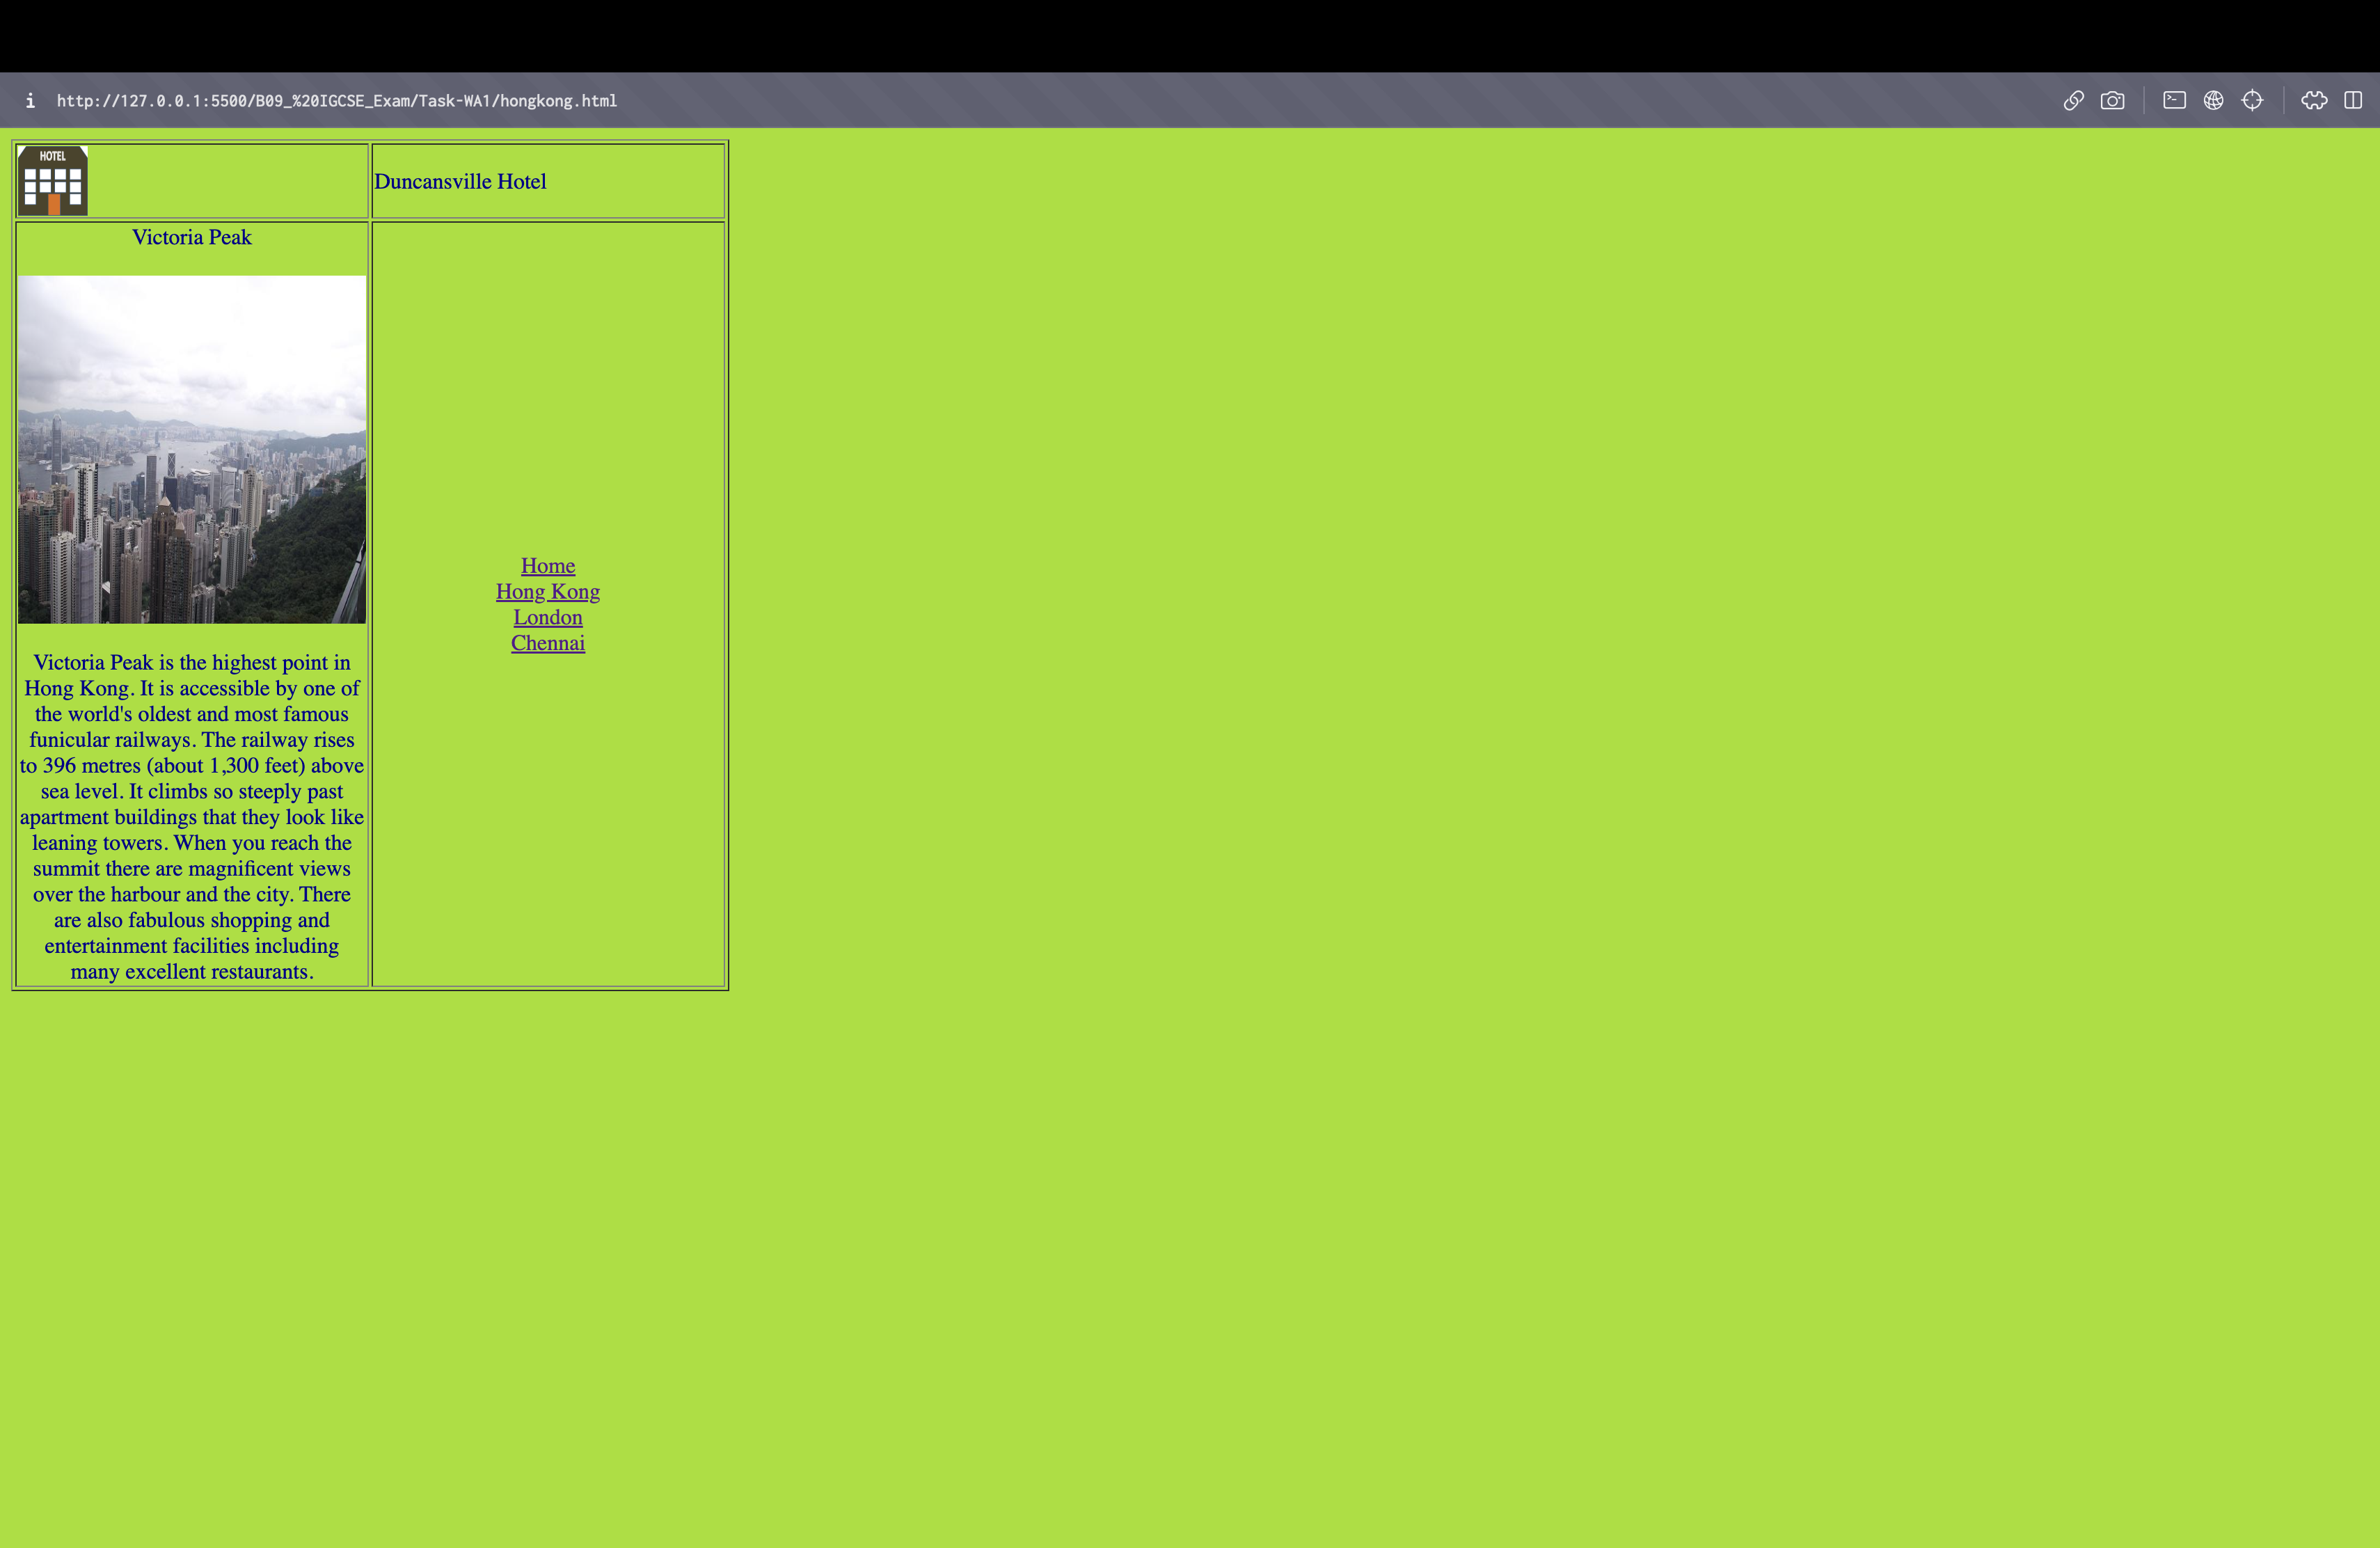 http://127.0.0.1:5500/B09_%20IGCSE_Exam/Task-WA1/hongkong.html
HOTEL
Duncansville Hotel
Victoria Peak
Home
Hong Kong
London
Chennai
Victoria Peak is the highest point in
Hong Kong. It is accessible by one of
the world's oldest and most famous
funicular railways. The railway rises
to 396 metres (about 1,300 feet) above
sea level. It climbs so steeply past
apartment buildings that they look like
leaning towers. When you reach the
summit there are magnificent views
over the harbour and the city. There
are also fabulous shopping and
entertainment facilities including
many excellent restaurants.